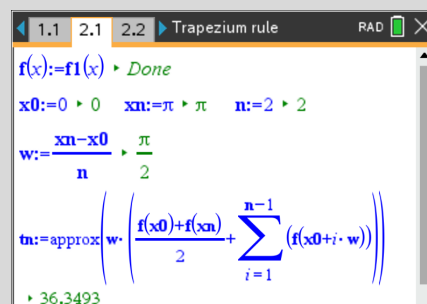 1.1 2.1 2.2 Trapezium rule RAD
f(x):=f1(x) ▸ Done
x0:=0 ▸ 0 xn:=π ▸ π n:=2 ▸ 2
w:=(xn−x0)/n ▸ π/2
tn:=approx(w·((f(x0)+f(xn))/2+∑(i=1)^(n−1)(f(x0+i·w))))
▸ 36.3493